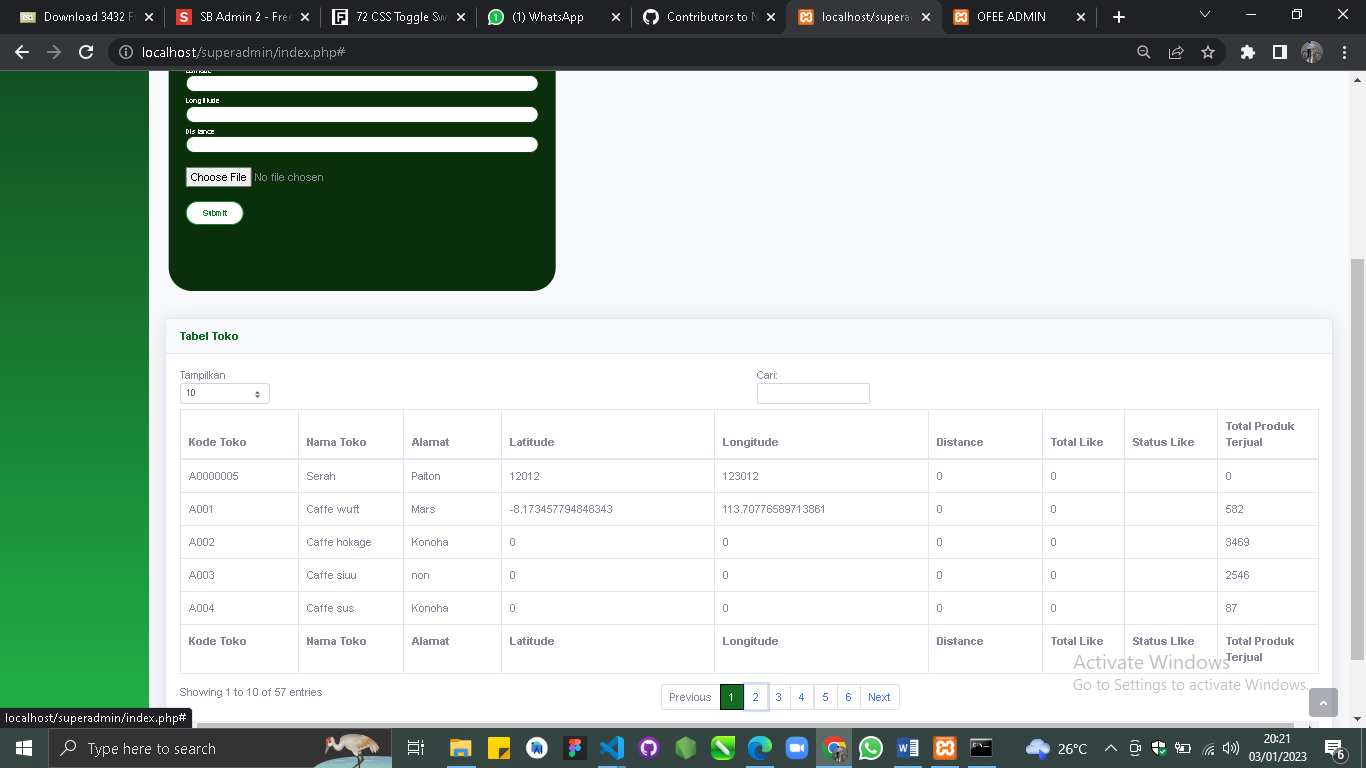 Download 3432 Fr
SB Admin 2 - Free
72 CSS Toggle Sw
(1) WhatsApp
Contributors to N
localhost/supera
OFEE ADMIN
localhost/superadmin/index.php#
Longitude
Distance
Choose File No file chosen
Submit
Tabel Toko
Tampilkan
10
Cari:
Kode Toko Nama Toko Alamat Latitude Longitude Distance Total Like Status Like Total Produk Terjual
A0000005 Serah Paiton 12012 123012 0 0 0
A001 Caffe wuft Mars -8.173457794848343 113.70776589713861 0 0 582
A002 Caffe hokage Konoha 0 0 0 0 3469
A003 Caffe siuu non 0 0 0 0 2546
A004 Caffe sus Konoha 0 0 0 0 87
Kode Toko Nama Toko Alamat Latitude Longitude Distance Total Like Status LIke Total Produk Terjual
Activate Windows
Go to Settings to activate Windows.
Showing 1 to 10 of 57 entries
Previous 1 2 3 4 5 6 Next
localhost/superadmin/index.php#
Type here to search
26°C
20:21
03/01/2023
6